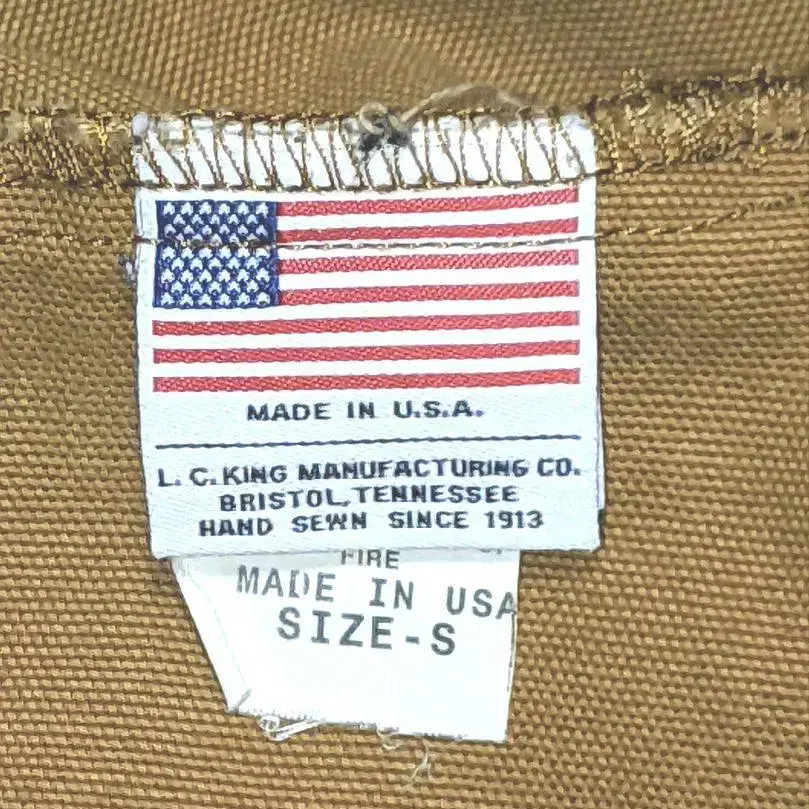 MADE IN U.S.A.
L. C. KING MANUFACTURING CO.
BRISTOL, TENNESSEE
HAND SEWN SINCE 1913
FIRE
MADE IN USA
SIZE-S